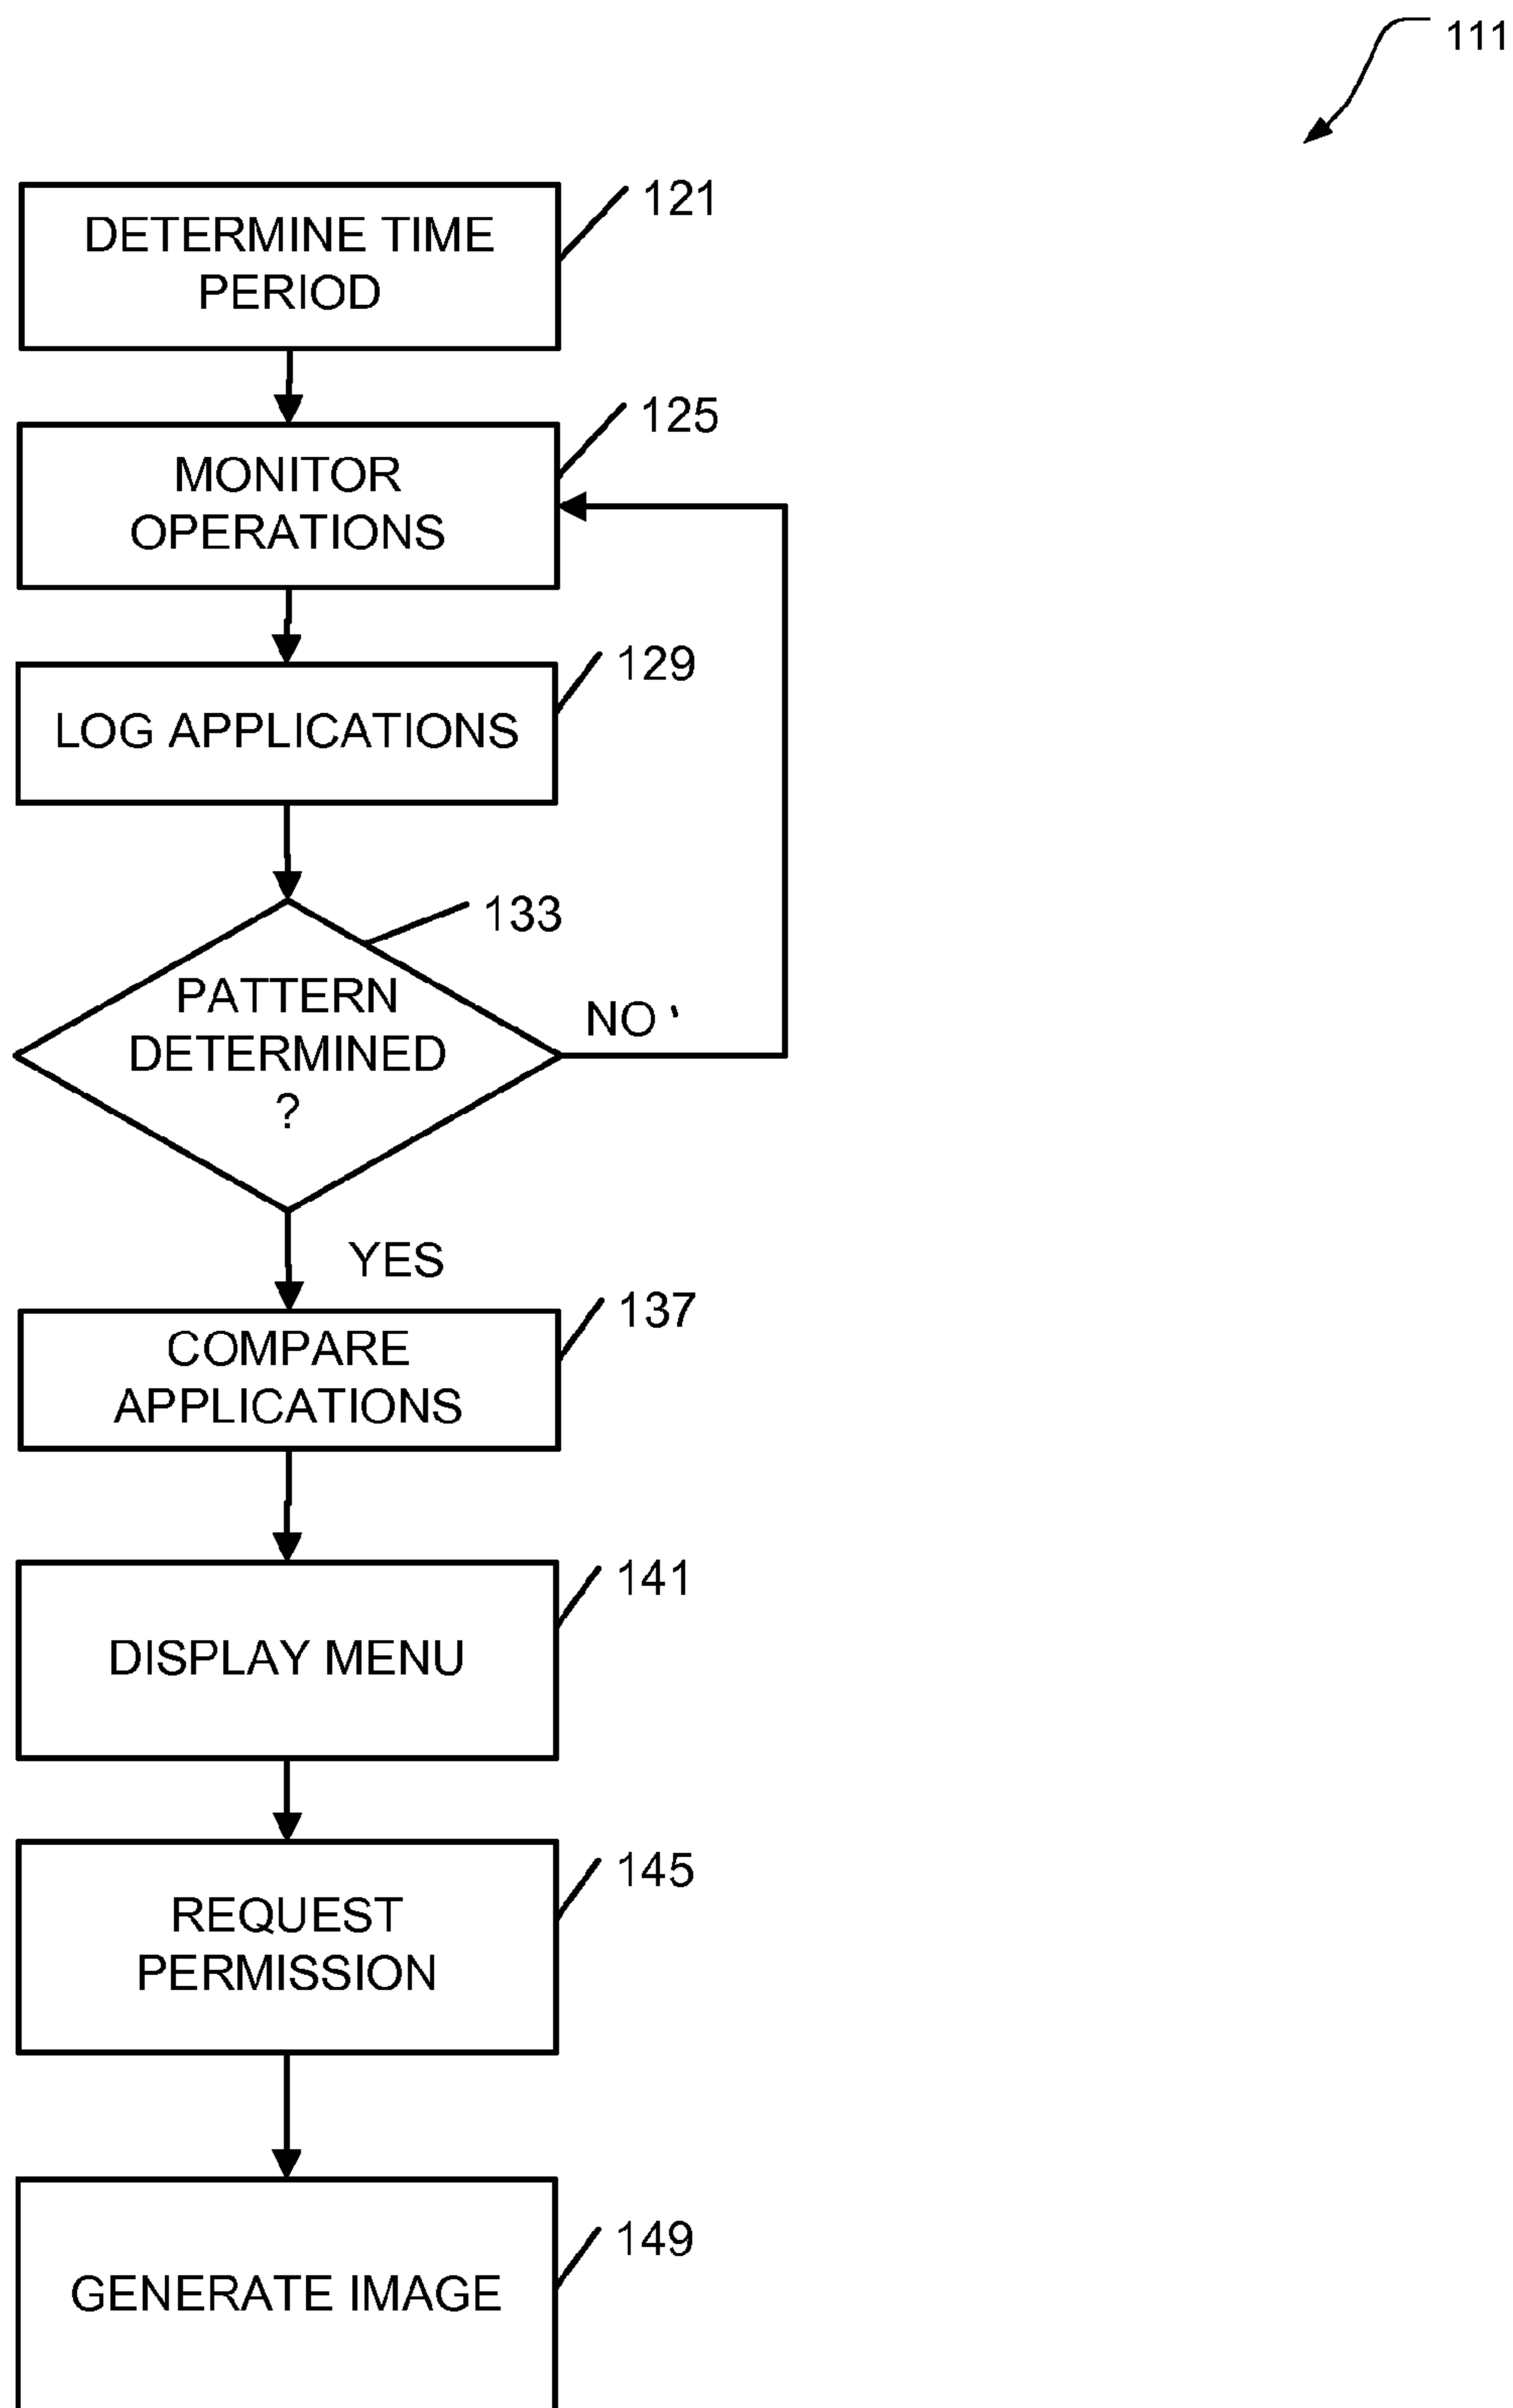 111
121
DETERMINE TIME
PERIOD
125
MONITOR
OPERATIONS
129
LOG APPLICATIONS
133
PATTERN
DETERMINED
?
NO
YES
137
COMPARE
APPLICATIONS
141
DISPLAY MENU
145
REQUEST
PERMISSION
149
GENERATE IMAGE